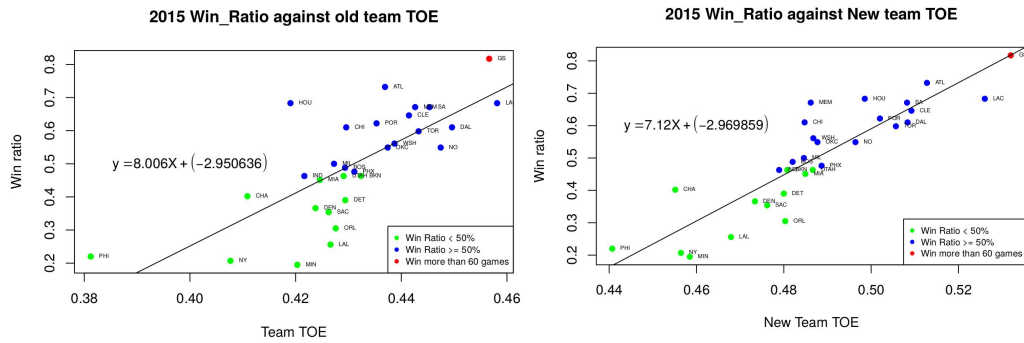 2015 Win_Ratio against old team TOE
Win ratio
0.8
0.7
0.6
0.5
0.4
0.3
0.2
GS
ATL
HOU
LA
SA
CLE
POR
CHI
TOR
DAL
WSH
OKC
NO
MIL
BOS
PHX
IND
MIA
UTAH
BKN
CHA
DET
DEN
SAC
ORL
LAL
PHI
NY
MIN
y = 8.006X + (−2.950636)
Win Ratio < 50%
Win Ratio >= 50%
Win more than 60 games
0.38 0.40 0.42 0.44 0.46
Team TOE
2015 Win_Ratio against New team TOE
Win ratio
0.8
0.7
0.6
0.5
0.4
0.3
0.2
ATL
HOU
LAC
MEM
SA
CLE
POR
CHI
DAL
TOR
WSH
OKC
NO
PHX
BKN
UTAH
MIA
CHA
DET
DEN
SAC
ORL
LAL
PHI
NY
MIN
y = 7.12X + (−2.969859)
Win Ratio < 50%
Win Ratio >= 50%
Win more than 60 games
0.44 0.46 0.48 0.50 0.52
New Team TOE